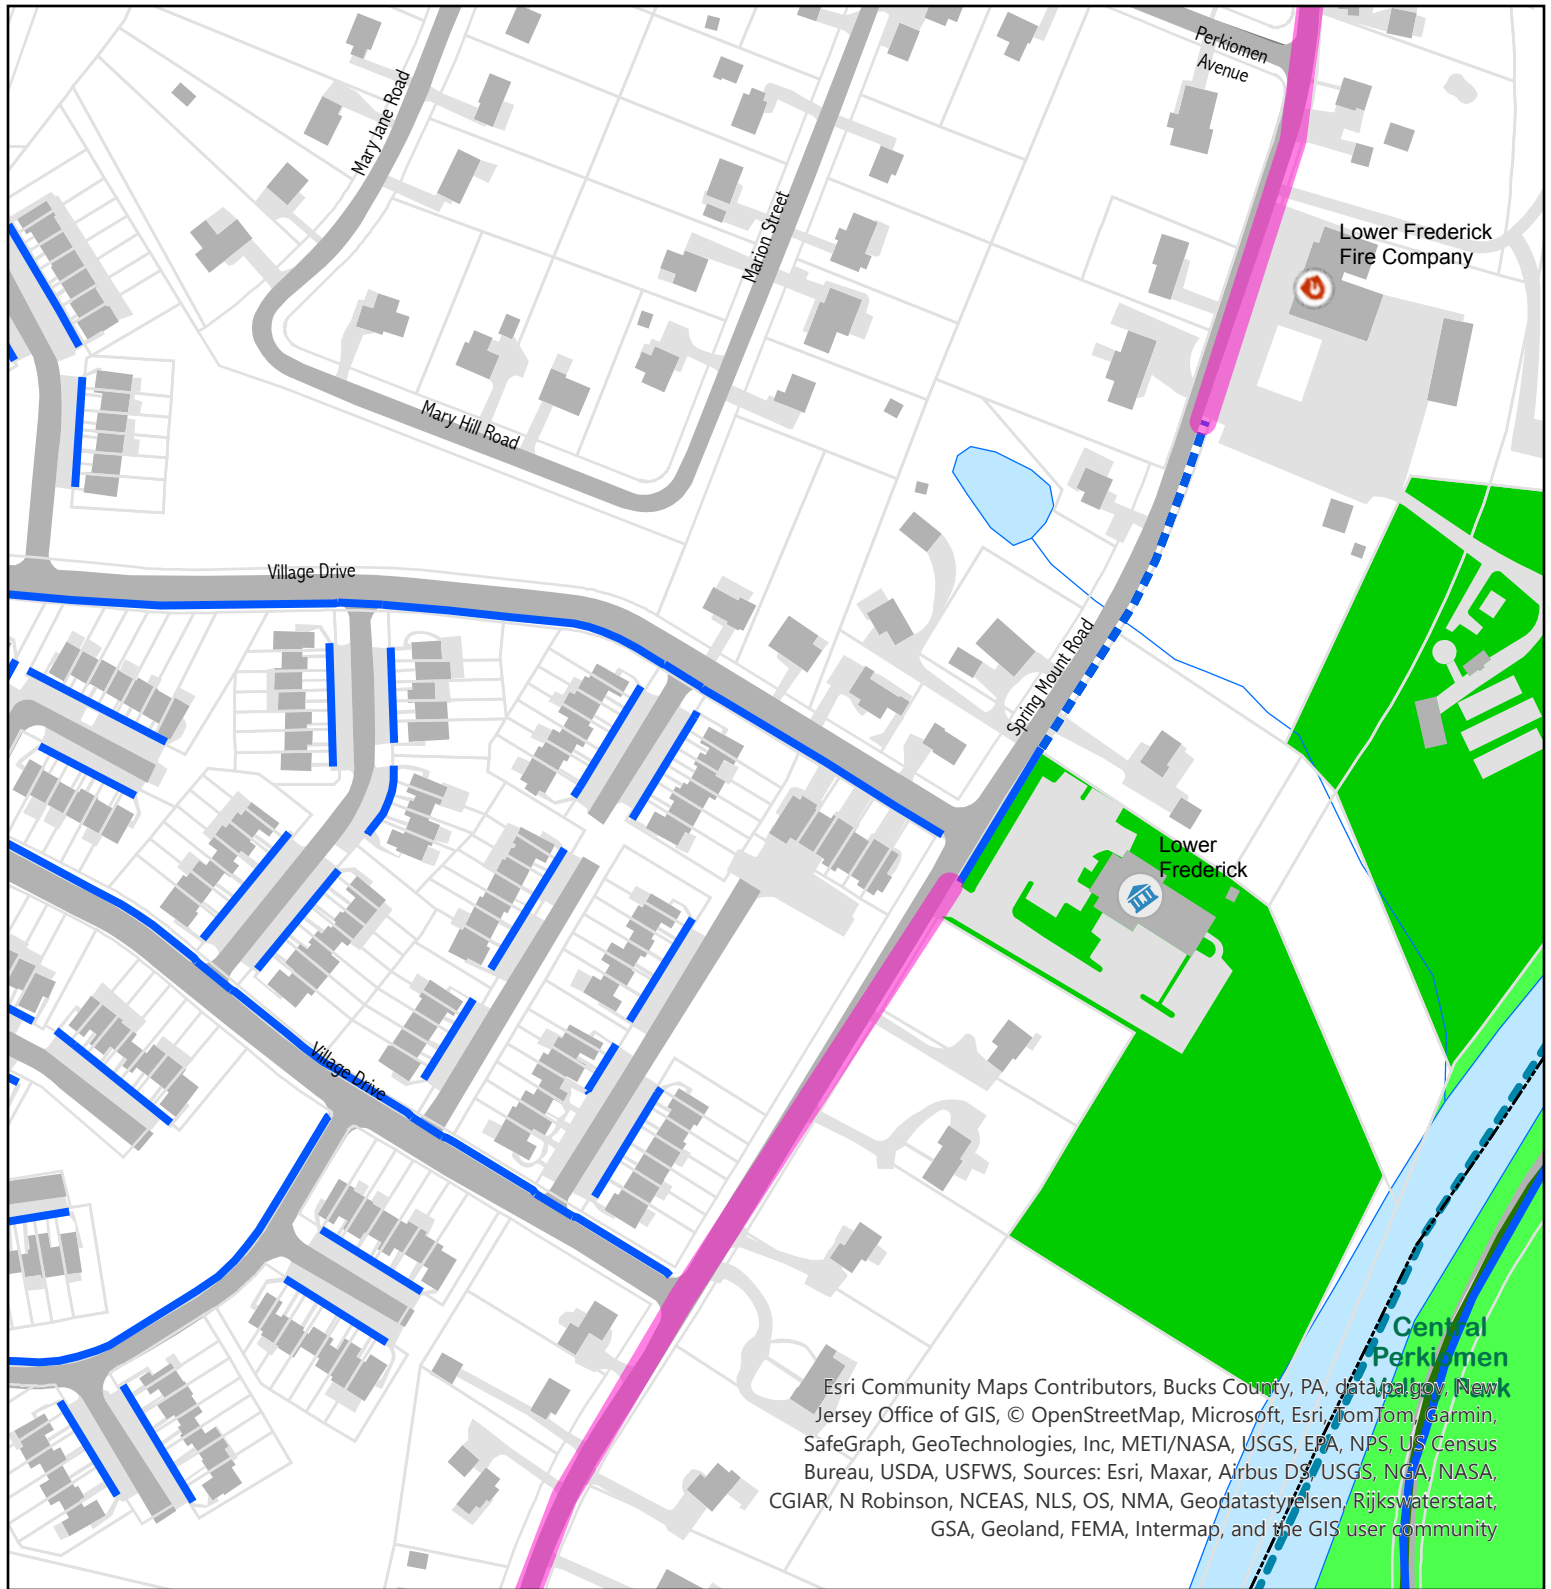 Perkiomen
Avenue
Mary Jane Road
Marion Street
Lower Frederick
Fire Company
Mary Hill Road
Village Drive
Spring Mount Road
Lower
Frederick
Village Drive
Central
Perkiomen
Valley Park
Esri Community Maps Contributors, Bucks County, PA, data.pa.gov, New
Jersey Office of GIS, © OpenStreetMap, Microsoft, Esri, TomTom, Garmin,
SafeGraph, GeoTechnologies, Inc, METI/NASA, USGS, EPA, NPS, US Census
Bureau, USDA, USFWS, Sources: Esri, Maxar, Airbus DS, USGS, NGA, NASA,
CGIAR, N Robinson, NCEAS, NLS, OS, NMA, Geodatastyrelsen, Rijkswaterstaat,
GSA, Geoland, FEMA, Intermap, and the GIS user community